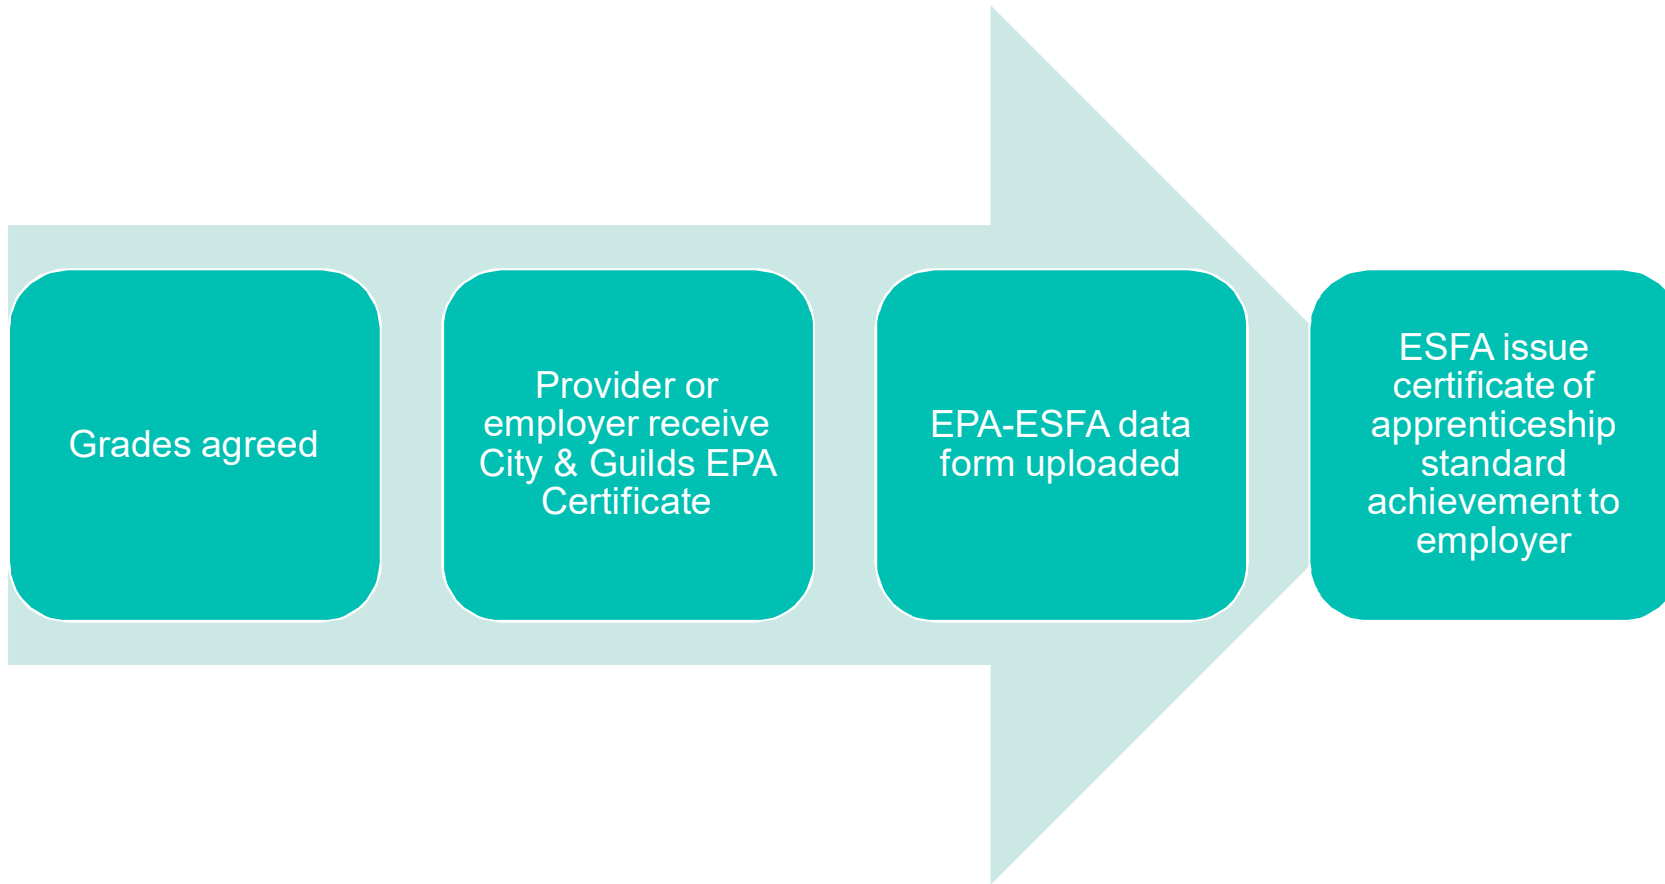 Grades agreed
Provider or
employer receive
City & Guilds EPA
Certificate
EPA-ESFA data
form uploaded
ESFA issue
certificate of
apprenticeship
standard
achievement to
employer